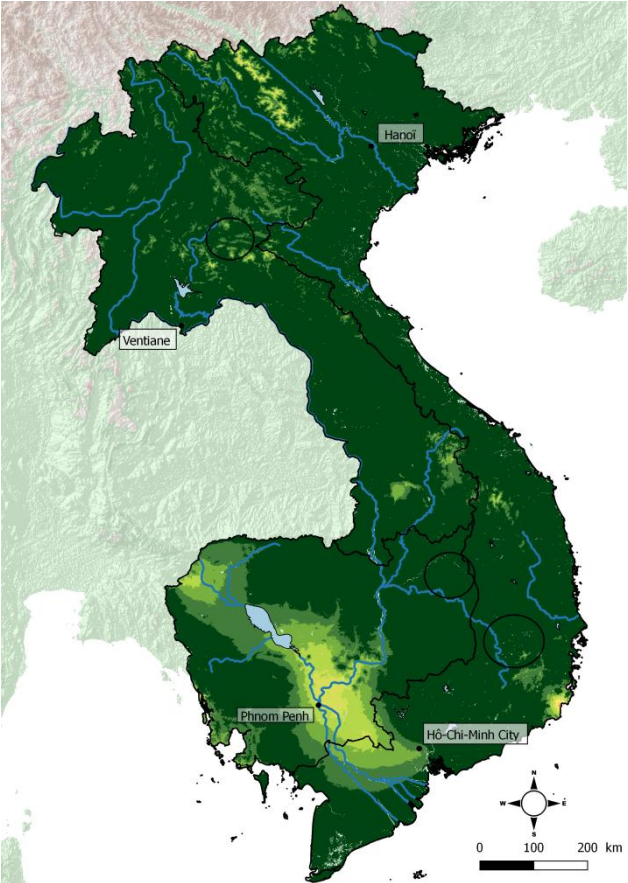 Hanoï
Ventiane
Phnom Penh
Hô-Chi-Minh City
N
W
E
S
0 100 200 km